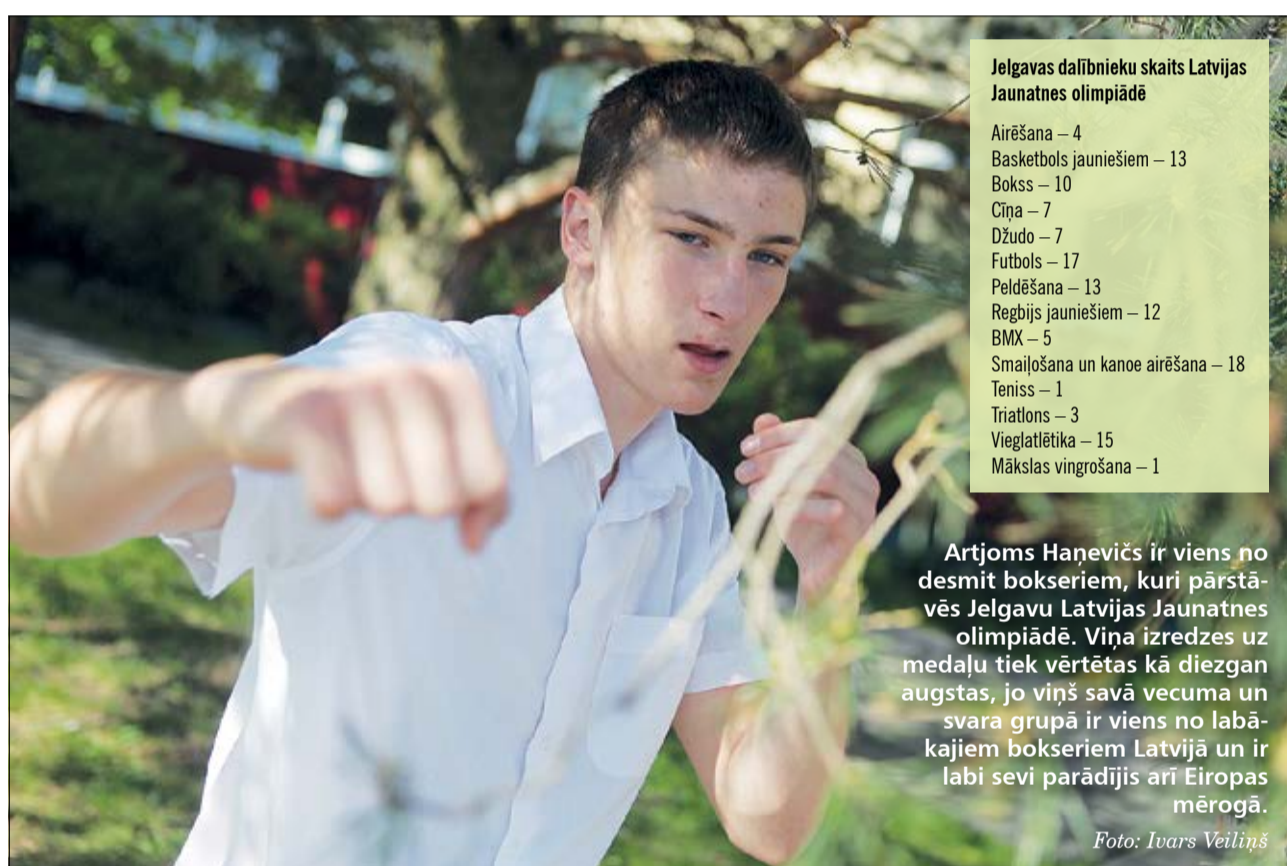 Jelgavas dalībnieku skaits Latvijas
Jaunatnes olimpiādē
Airēšana – 4
Basketbols jauniešiem – 13
Bokss – 10
Cīņa – 7
Džudo – 7
Futbols – 17
Peldēšana – 13
Regbijs jauniešiem – 12
BMX – 5
Smaiļošana un kanoe airēšana – 18
Teniss – 1
Triatlons – 3
Vieglatlētika – 15
Mākslas vingrošana – 1
Artjoms Haņevičs ir viens no
desmit bokseriem, kuri pārstā-
vēs Jelgavu Latvijas Jaunatnes
olimpiādē. Viņa izredzes uz
medaļu tiek vērtētas kā diezgan
augstas, jo viņš savā vecuma un
svara grupā ir viens no labā-
kajiem bokseriem Latvijā un ir
labi sevi parādījis arī Eiropas
mērogā.
Foto: Ivars Veiliņš